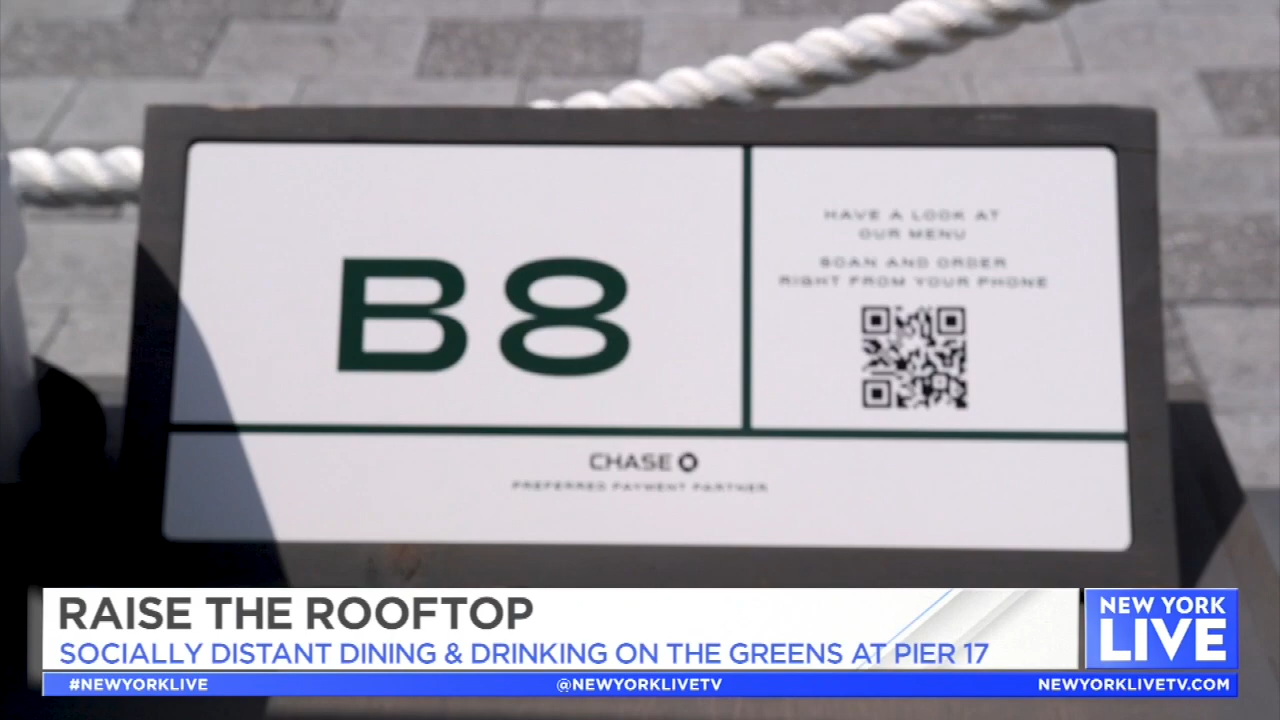 B8
HAVE A LOOK AT
OUR MENU
SCAN AND ORDER
RIGHT FROM YOUR PHONE
CHASE
PREFERRED PAYMENT PARTNER
RAISE THE ROOFTOP
SOCIALLY DISTANT DINING & DRINKING ON THE GREENS AT PIER 17
NEW YORK
LIVE
#NEWYORKLIVE
@NEWYORKLIVETV
NEWYORKLIVETV.COM